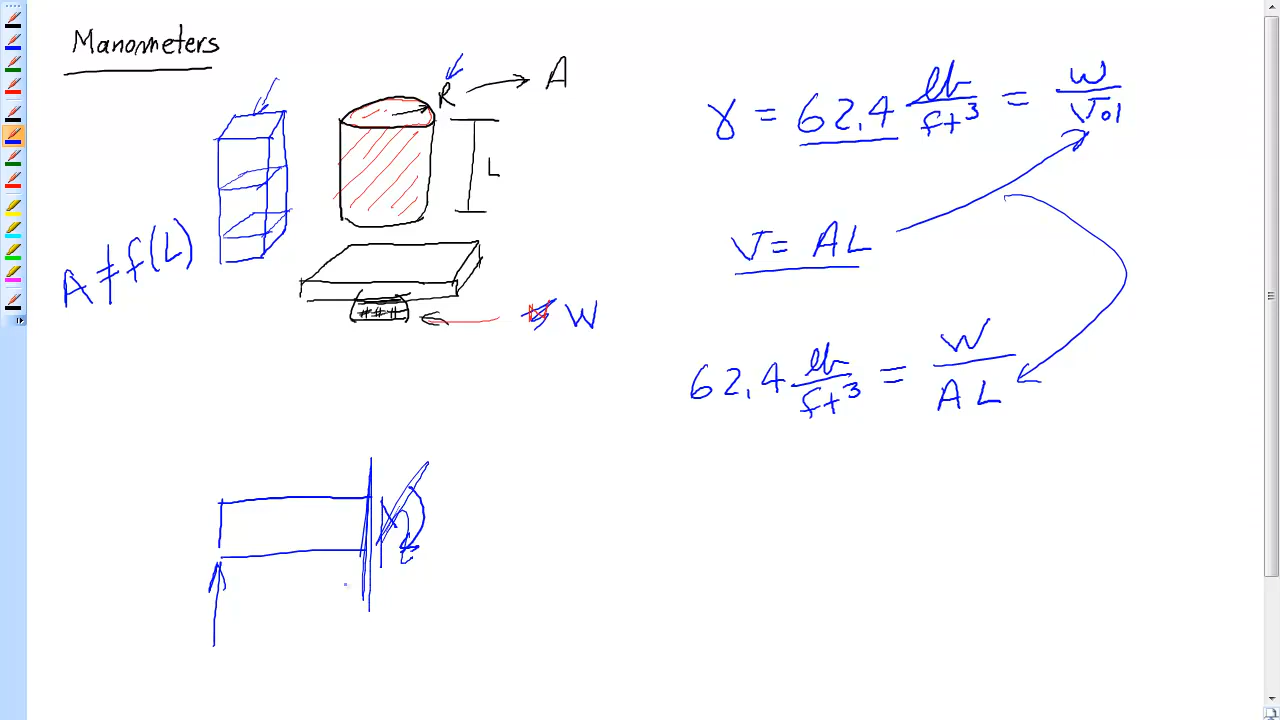 Manometers
R → A
L
A ≠ f(L)
W
γ = 62.4 lb/ft³ = W/Vol
V = AL
62.4 lb/ft³ = W/AL